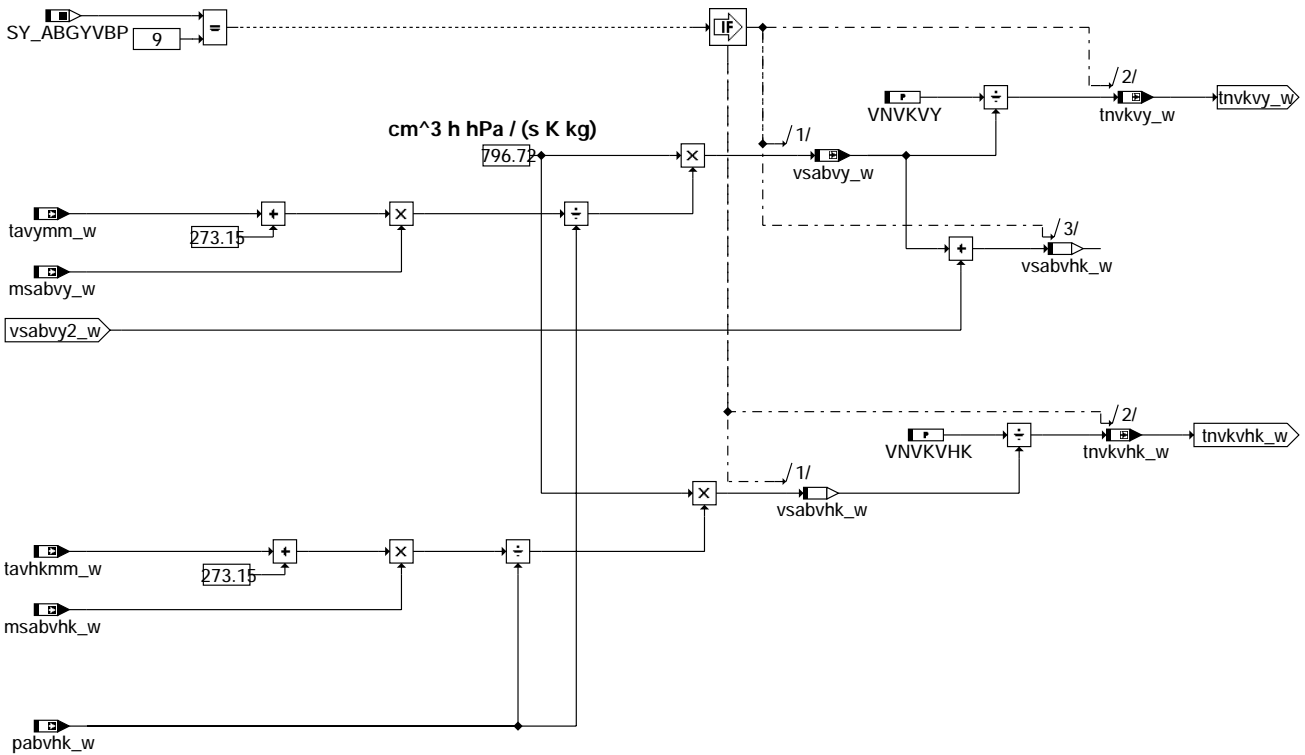 SY_ABGYVBP
9
=
IF
/2/
VNVKVY
tnvkvy_w
tnvkvy_w
cm^3 h hPa / (s K kg)
796.72
/1/
vsabvy_w
tavymm_w
273.15
/3/
vsabvhk_w
msabvy_w
vsabvy2_w
/2/
VNVKVHK
tnvkvhk_w
tnvkvhk_w
/1/
vsabvhk_w
tavhkmm_w
273.15
msabvhk_w
pabvhk_w